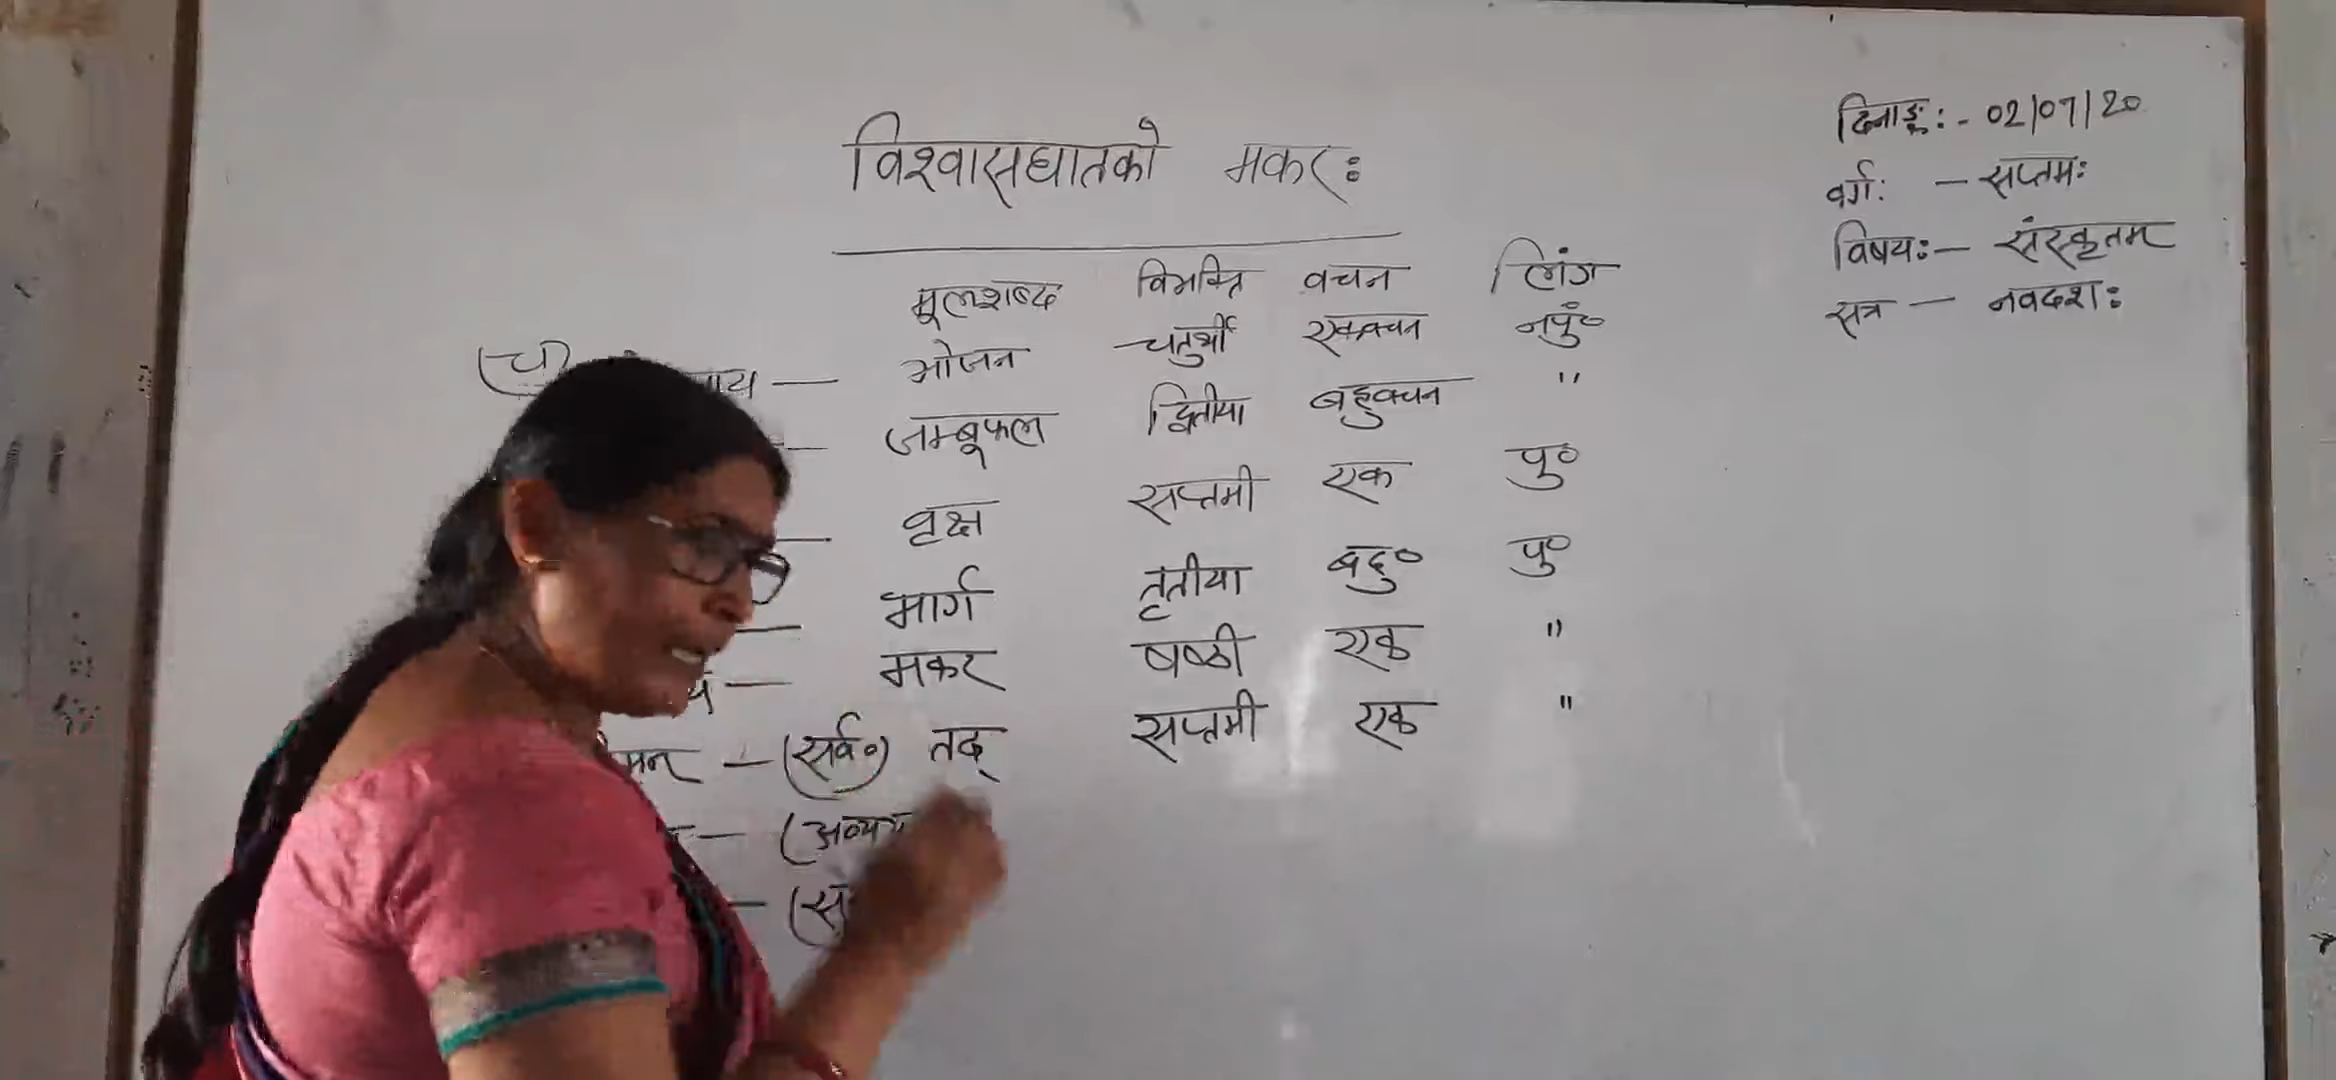 विश्वासघातको मकरः
दिनाङ्कः - 02/07/20
वर्गः - सप्तमः
विषयः - संस्कृतम
सत्र - नवदशः
मूलशब्द विभक्ति वचन लिंग
(च) — भोजन चतुर्थी एकवचन नपुं०
— जम्बूफल द्वितीया बहुवचन "
— वृक्ष सप्तमी एक पु०
— मार्ग तृतीया बहु० पु०
— मकर षष्ठी एक "
— (सर्व०) तद् सप्तमी एक "
— (अव्यय
—